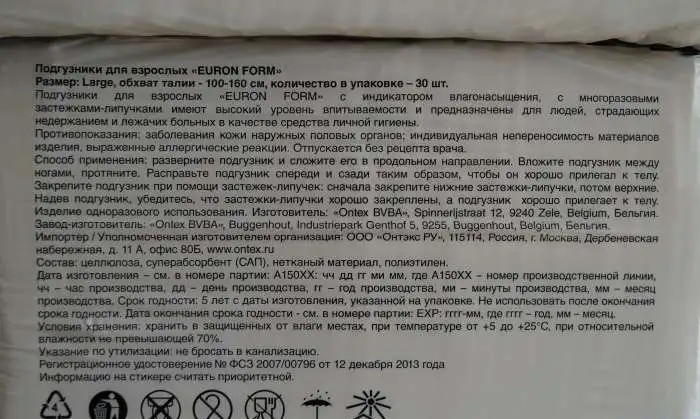 Подгузники для взрослых «EURON FORM»
Размер: Large, обхват талии - 100-160 см, количество в упаковке – 30 шт.
Подгузники для взрослых «EURON FORM» с индикатором влагонасыщения, с многоразовыми
застежками-липучками имеют высокий уровень впитываемости и предназначены для людей, страдающих
недержанием и лежачих больных в качестве средства личной гигиены.
Противопоказания: заболевания кожи наружных половых органов; индивидуальная непереносимость материалов
изделия, выраженные аллергические реакции. Отпускается без рецепта врача.
Способ применения: разверните подгузник и сложите его в продольном направлении. Вложите подгузник между
ногами, протяните. Расправьте подгузник спереди и сзади таким образом, чтобы он хорошо прилегал к телу.
Закрепите подгузник при помощи застежек-липучек: сначала закрепите нижние застежки-липучки, потом верхние.
Надев подгузник, убедитесь, что застежки-липучки хорошо закреплены, а подгузник хорошо прилегает к телу.
Изделие одноразового использования. Изготовитель: «Ontex BVBA», Spinnerijstraat 12, 9240 Zele, Belgium, Бельгия.
Завод-изготовитель: «Ontex BVBA», Buggenhout, Industriepark Genthof 5, 9255, Buggenhout, Belgium, Бельгия.
Импортер / Уполномоченная изготовителем организация: ООО «Онтэкс РУ», 115114, Россия, г. Москва, Дербеневская
набережная, д. 11 А, офис 80Б, www.ontex.ru
Состав: целлюлоза, суперабсорбент (САП), нетканый материал, полиэтилен.
Дата изготовления – см. в номере партии: А150ХХ: чч дд гг ми мм, где А150ХХ – номер производственной линии,
чч – час производства, дд – день производства, гг – год производства, ми – минуты производства, мм – месяц
производства. Срок годности: 5 лет с даты изготовления, указанной на упаковке. Не использовать после окончания
срока годности. Дата окончания срока годности - см. в номере партии: EXP: гггг-мм, где гггг - год, мм – месяц.
Условия хранения: хранить в защищенных от влаги местах, при температуре от +5 до +25°С, при относительной
влажности не превышающей 70%.
Указание по утилизации: не бросать в канализацию.
Регистрационное удостоверение № ФСЗ 2007/00796 от 12 декабря 2013 года
Информацию на стикере считать приоритетной.
4